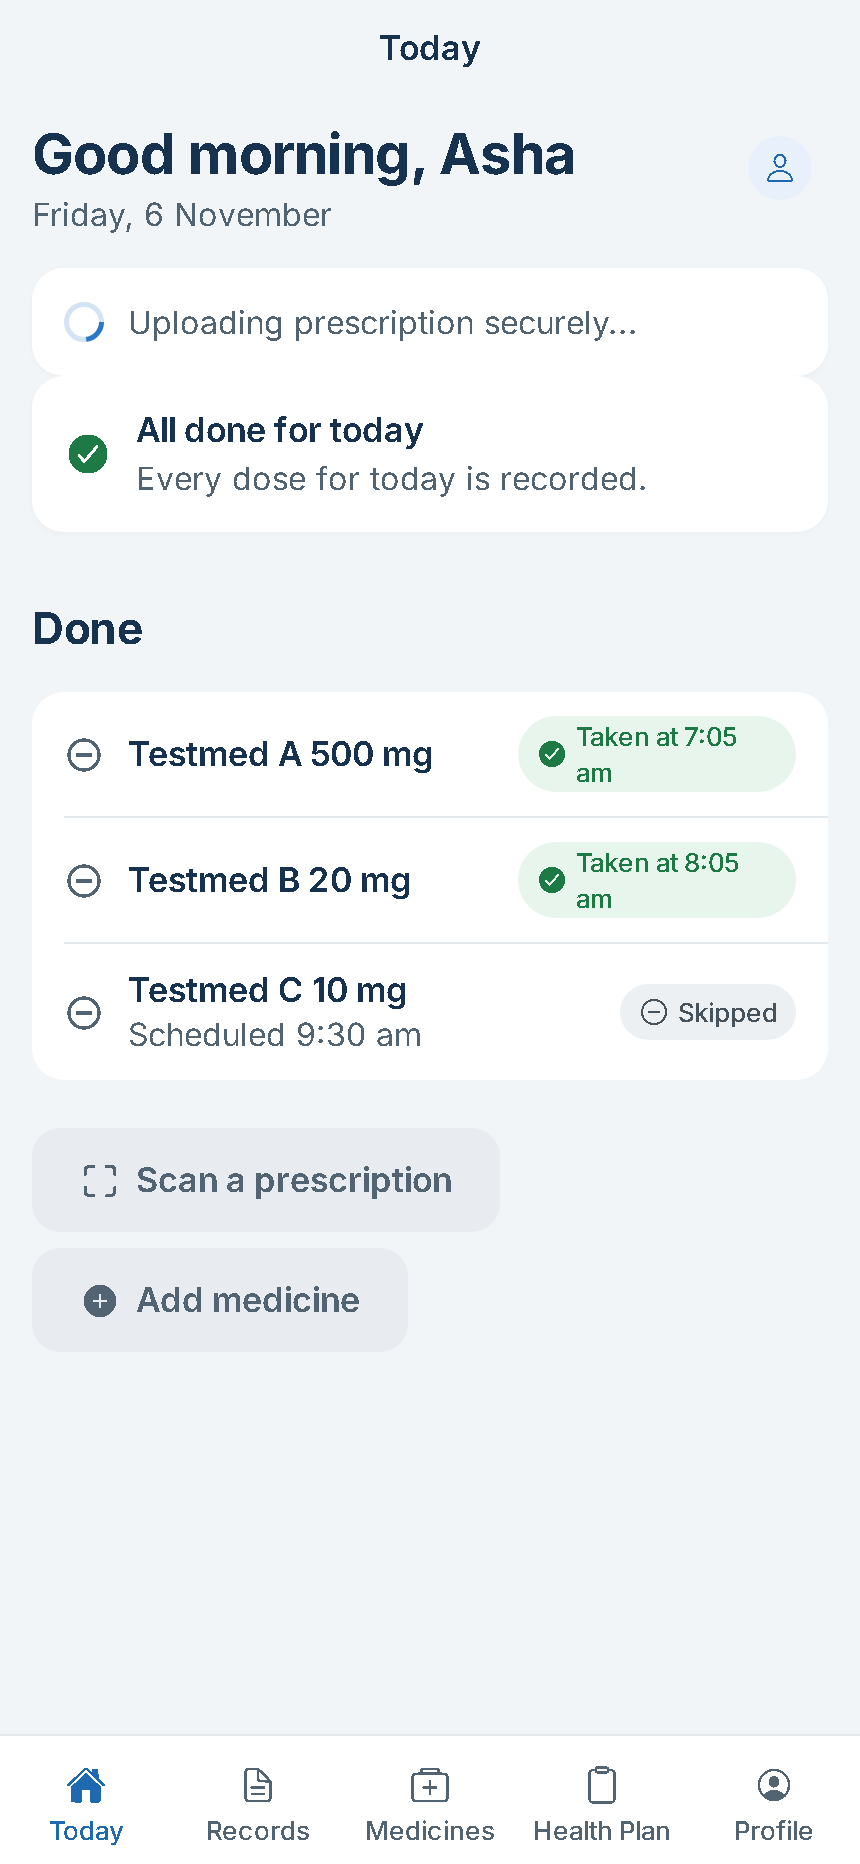 Today
Good morning, Asha
Friday, 6 November
Uploading prescription securely...
All done for today
Every dose for today is recorded.
Done
Testmed A 500 mg
Taken at 7:05
am
Testmed B 20 mg
Taken at 8:05
am
Testmed C 10 mg
Scheduled 9:30 am
Skipped
Scan a prescription
Add medicine
Today
Records
Medicines
Health Plan
Profile